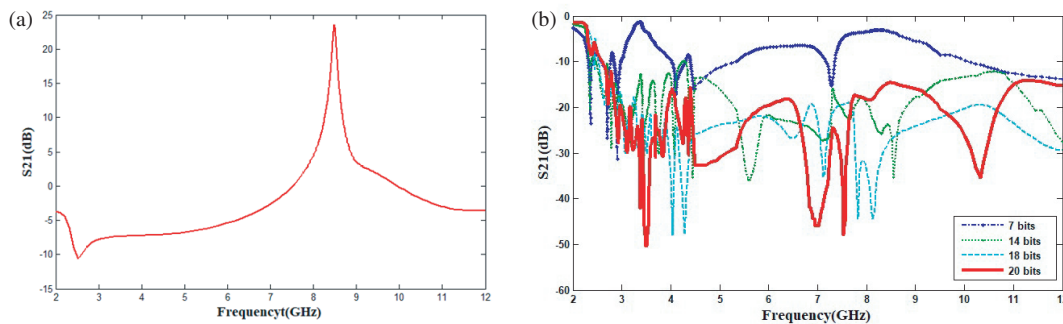 (a)
25
20
15
10
5
0
-5
-10
-15
S21(dB)
2 3 4 5 6 7 8 9 10 11 12
Frequencyt(GHz)
(b)
0
-10
-20
-30
-40
-50
-60
S21(dB)
7 bits
14 bits
18 bits
20 bits
2 3 4 5 6 7 8 9 10 11
Frequency(GHz)